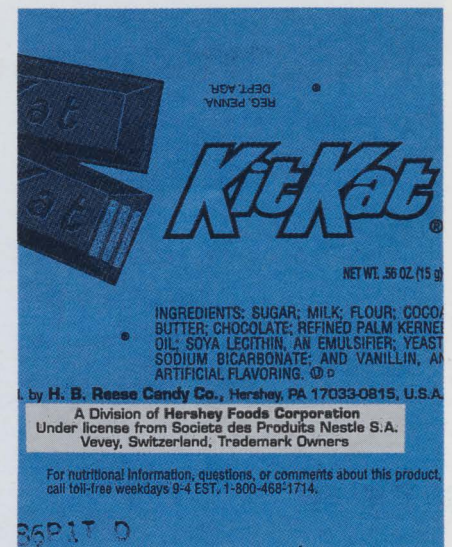 REG. PENNA.
DEPT. AGR.
Kat
Kat
KitKat
®
NET WT. .56 OZ. (15 g)
INGREDIENTS: SUGAR; MILK; FLOUR; COCOA
BUTTER; CHOCOLATE; REFINED PALM KERNEL
OIL; SOYA LECITHIN, AN EMULSIFIER; YEAST
SODIUM BICARBONATE; AND VANILLIN, AN
ARTIFICIAL FLAVORING. Ⓤ D
. by H. B. Reese Candy Co., Hershey, PA 17033-0815, U.S.A.
A Division of Hershey Foods Corporation
Under license from Societe des Produits Nestle S.A.
Vevey, Switzerland, Trademark Owners
For nutritional information, questions, or comments about this product,
call toll-free weekdays 9-4 EST, 1-800-468-1714.